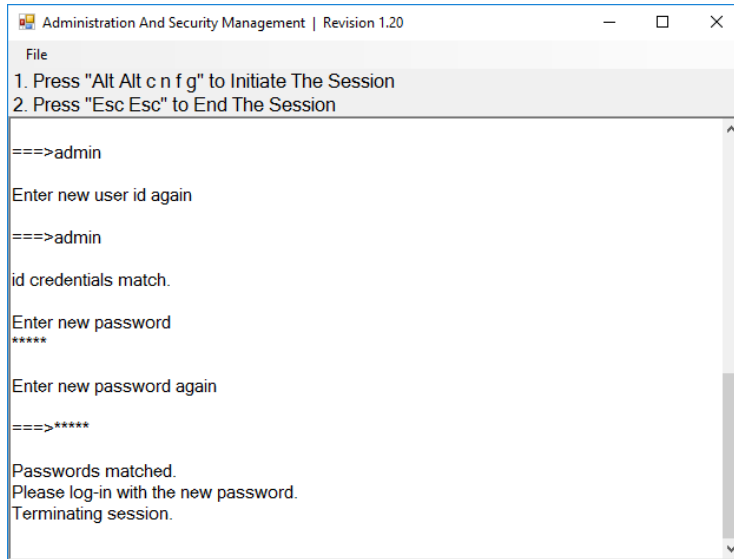 Administration And Security Management | Revision 1.20
File
1. Press "Alt Alt c n f g" to Initiate The Session
2. Press "Esc Esc" to End The Session
===>admin
Enter new user id again
===>admin
id credentials match.
Enter new password
*****
Enter new password again
===>*****
Passwords matched.
Please log-in with the new password.
Terminating session.